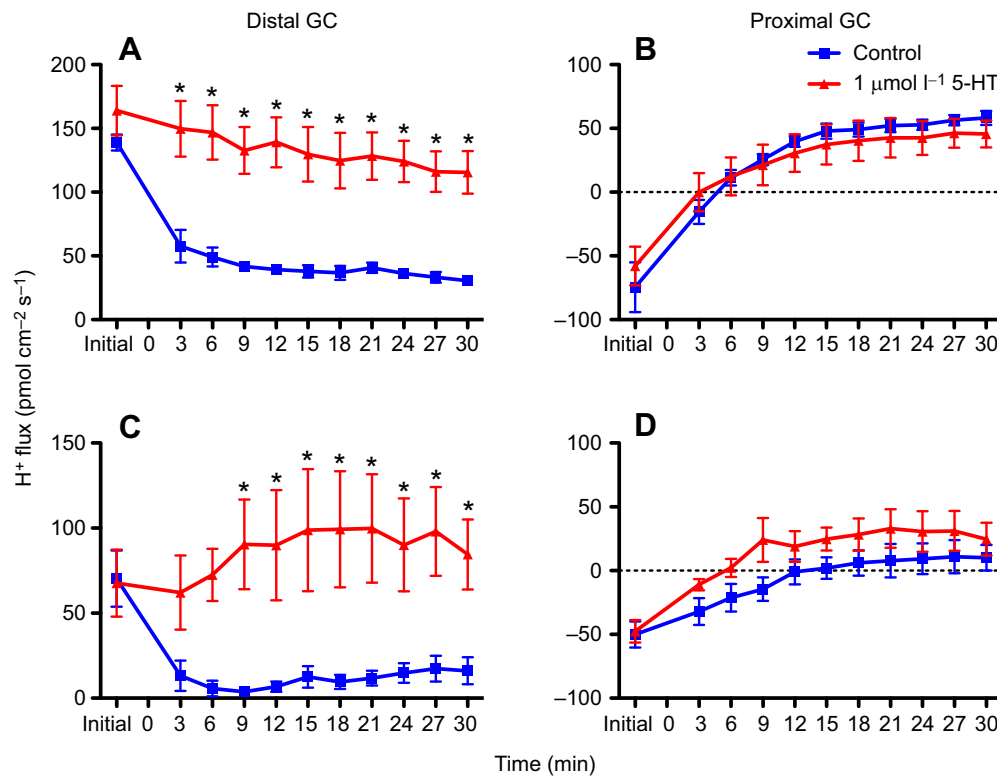 Distal GC
Proximal GC
A
B
Control
1 μmol l⁻¹ 5-HT
200
150
100
50
0
* * * * * * * * * *
Initial 0 3 6 9 12 15 18 21 24 27 30
100
50
0
–50
–100
Initial 0 3 6 9 12 15 18 21 24 27 30
H⁺ flux (pmol cm⁻² s⁻¹)
C
D
150
100
50
0
* * * * * * * *
Initial 0 3 6 9 12 15 18 21 24 27 30
100
50
0
–50
–100
Initial 0 3 6 9 12 15 18 21 24 27 30
Time (min)